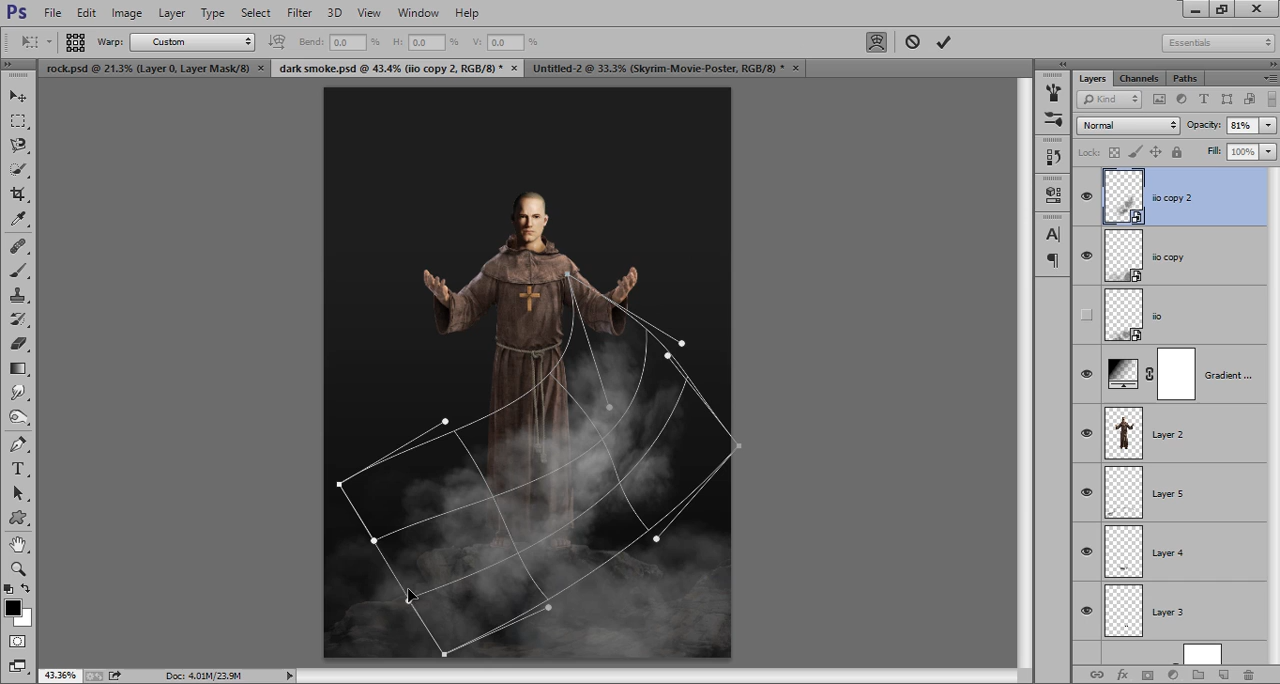 Ps File Edit Image Layer Type Select Filter 3D View Window Help
Warp: Custom Bend: 0.0 % H: 0.0 % V: 0.0 % Essentials
rock.psd @ 21.3% (Layer 0, Layer Mask/8) × dark smoke.psd @ 43.4% (iio copy 2, RGB/8) * × Untitled-2 @ 33.3% (Skyrim-Movie-Poster, RGB/8) * ×
Layers Channels Paths
Kind
Normal Opacity: 81%
Lock: Fill: 100%
iio copy 2
iio copy
iio
Gradient ...
Layer 2
Layer 5
Layer 4
Layer 3
43.36% Doc: 4.01M/23.9M